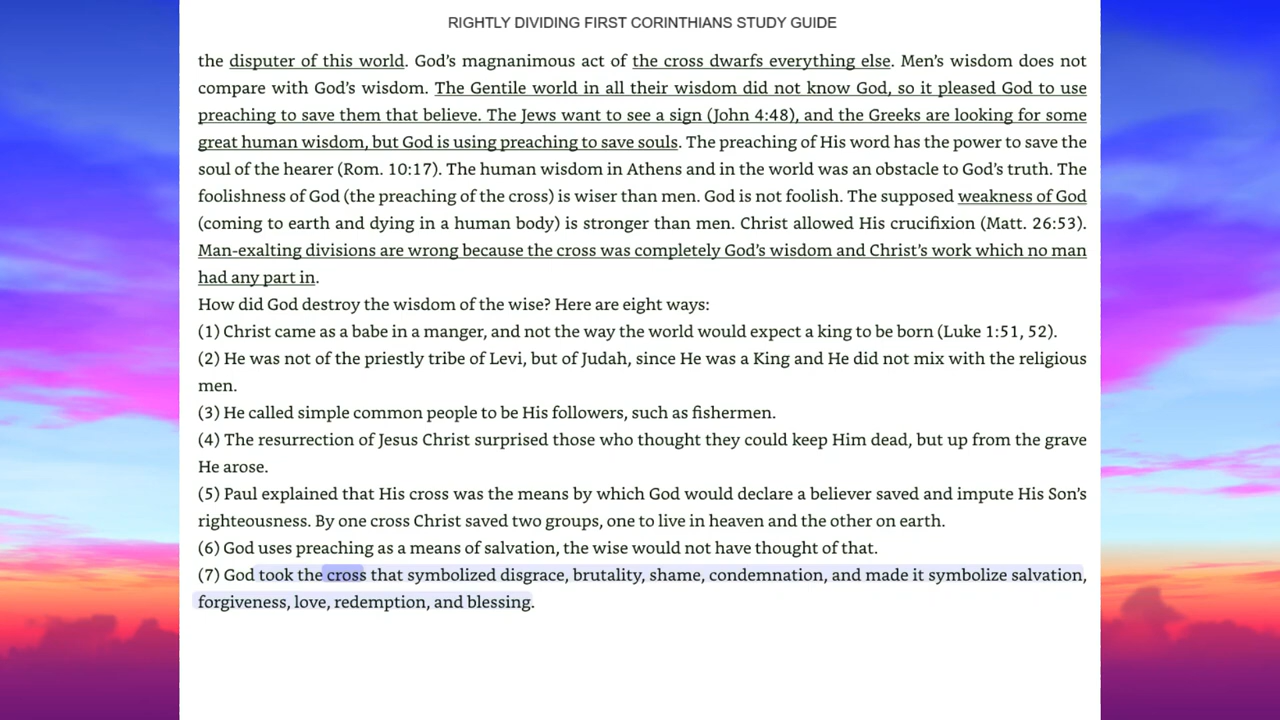 RIGHTLY DIVIDING FIRST CORINTHIANS STUDY GUIDE
the disputer of this world. God’s magnanimous act of the cross dwarfs everything else. Men’s wisdom does not
compare with God’s wisdom. The Gentile world in all their wisdom did not know God, so it pleased God to use
preaching to save them that believe. The Jews want to see a sign (John 4:48), and the Greeks are looking for some
great human wisdom, but God is using preaching to save souls. The preaching of His word has the power to save the
soul of the hearer (Rom. 10:17). The human wisdom in Athens and in the world was an obstacle to God’s truth. The
foolishness of God (the preaching of the cross) is wiser than men. God is not foolish. The supposed weakness of God
(coming to earth and dying in a human body) is stronger than men. Christ allowed His crucifixion (Matt. 26:53).
Man-exalting divisions are wrong because the cross was completely God’s wisdom and Christ’s work which no man
had any part in.
How did God destroy the wisdom of the wise? Here are eight ways:
(1) Christ came as a babe in a manger, and not the way the world would expect a king to be born (Luke 1:51, 52).
(2) He was not of the priestly tribe of Levi, but of Judah, since He was a King and He did not mix with the religious
men.
(3) He called simple common people to be His followers, such as fishermen.
(4) The resurrection of Jesus Christ surprised those who thought they could keep Him dead, but up from the grave
He arose.
(5) Paul explained that His cross was the means by which God would declare a believer saved and impute His Son’s
righteousness. By one cross Christ saved two groups, one to live in heaven and the other on earth.
(6) God uses preaching as a means of salvation, the wise would not have thought of that.
(7) God took the cross that symbolized disgrace, brutality, shame, condemnation, and made it symbolize salvation,
forgiveness, love, redemption, and blessing.